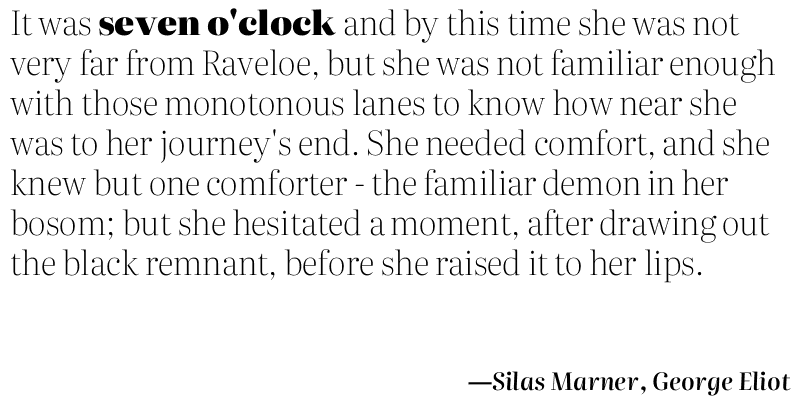 It was seven o'clock and by this time she was not
very far from Raveloe, but she was not familiar enough
with those monotonous lanes to know how near she
was to her journey's end. She needed comfort, and she
knew but one comforter - the familiar demon in her
bosom; but she hesitated a moment, after drawing out
the black remnant, before she raised it to her lips.
—Silas Marner, George Eliot